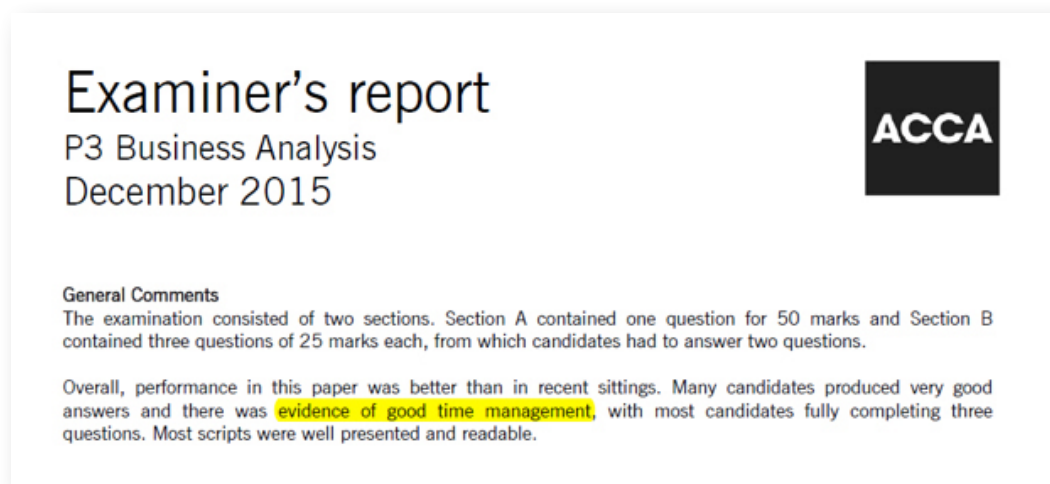 Examiner's report
P3 Business Analysis
December 2015
ACCA
General Comments
The examination consisted of two sections. Section A contained one question for 50 marks and Section B
contained three questions of 25 marks each, from which candidates had to answer two questions.
Overall, performance in this paper was better than in recent sittings. Many candidates produced very good
answers and there was evidence of good time management, with most candidates fully completing three
questions. Most scripts were well presented and readable.